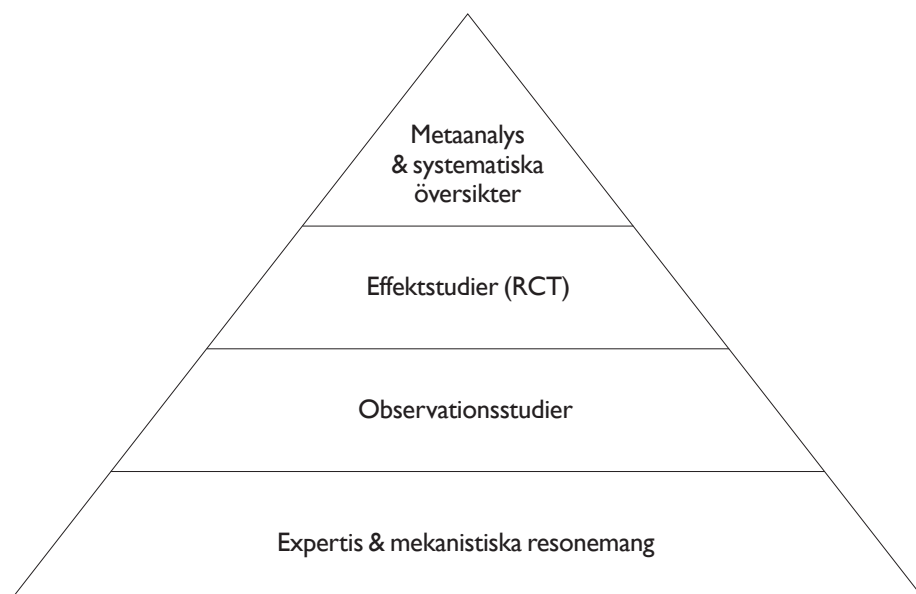 Metaanalys
& systematiska
översikter
Effektstudier (RCT)
Observationsstudier
Expertis & mekanistiska resonemang